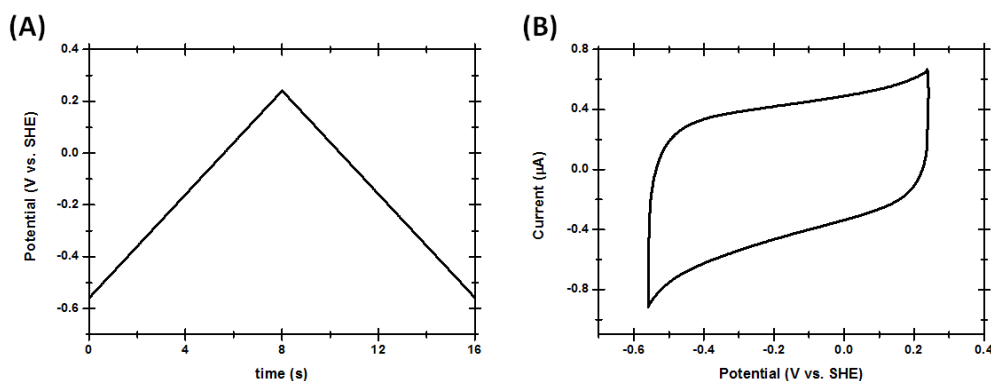 (A)
Potential (V vs. SHE)
0.4
0.2
0.0
-0.2
-0.4
-0.6
0 4 8 12 16
time (s)
(B)
Current (µA)
0.8
0.4
0.0
-0.4
-0.8
-0.6 -0.4 -0.2 0.0 0.2 0.4
Potential (V vs. SHE)